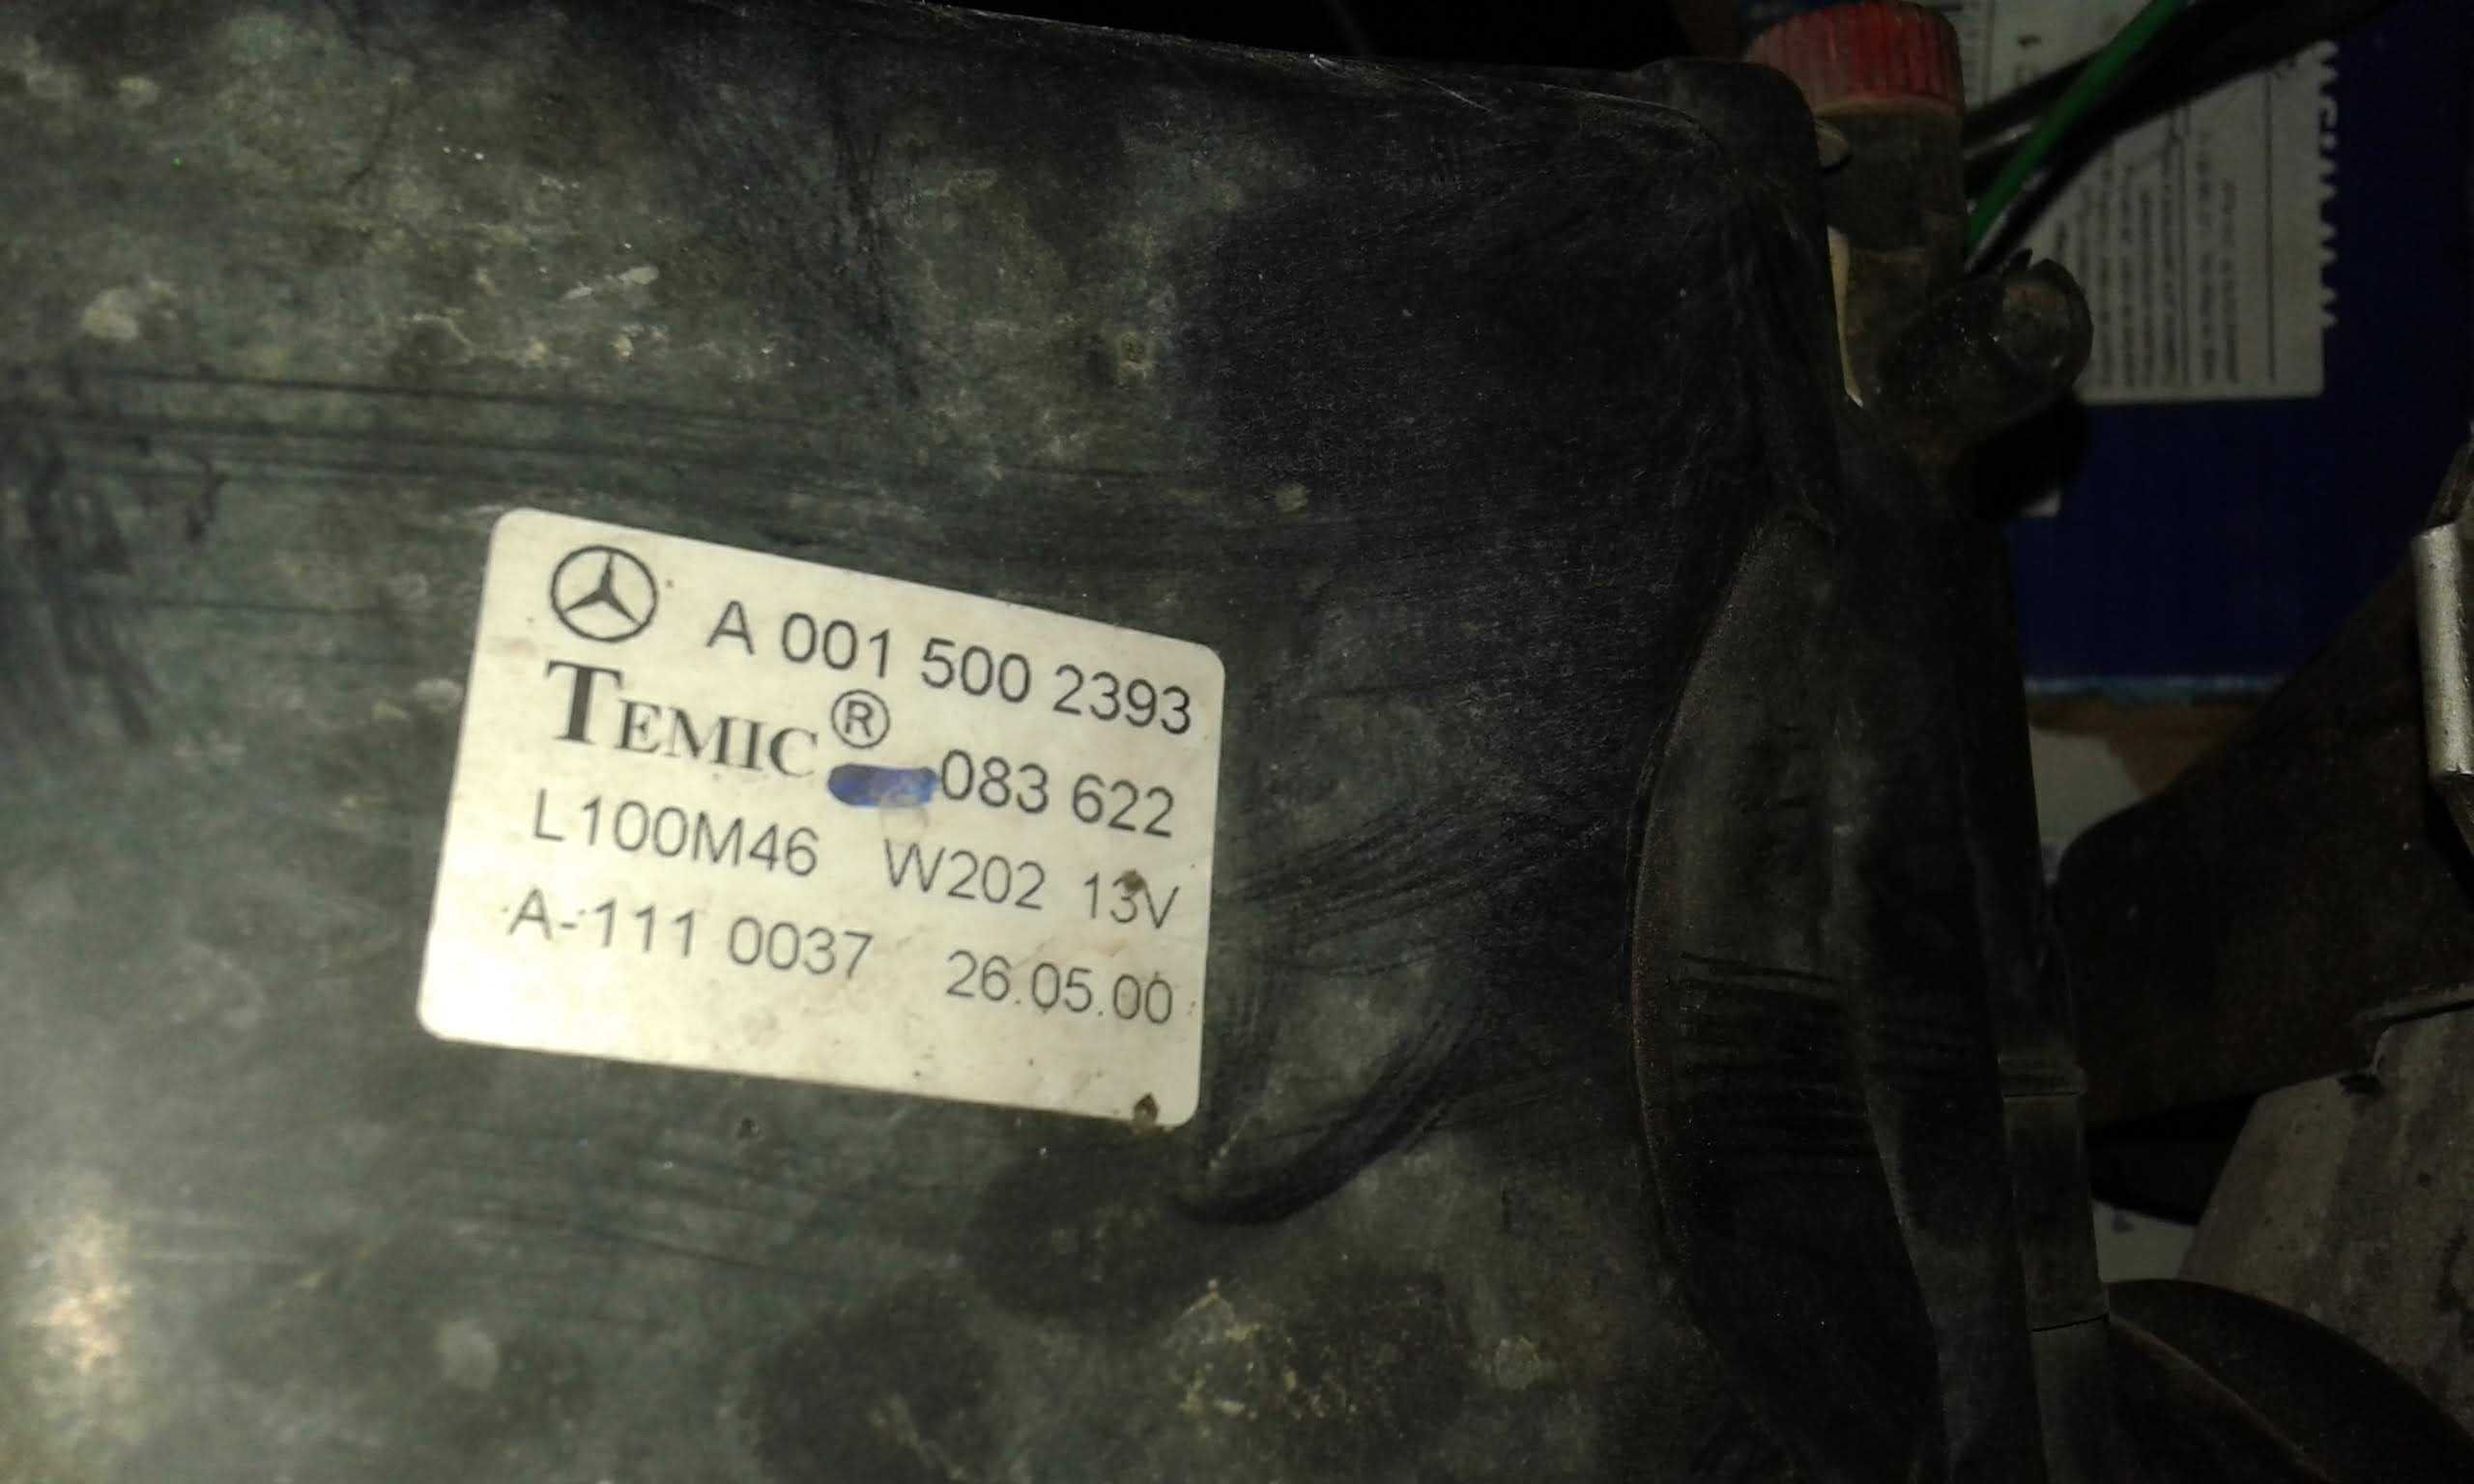 A 001 500 2393
TEMIC® 083 622
L100M46 W202 13V
A-111 0037 26.05.00